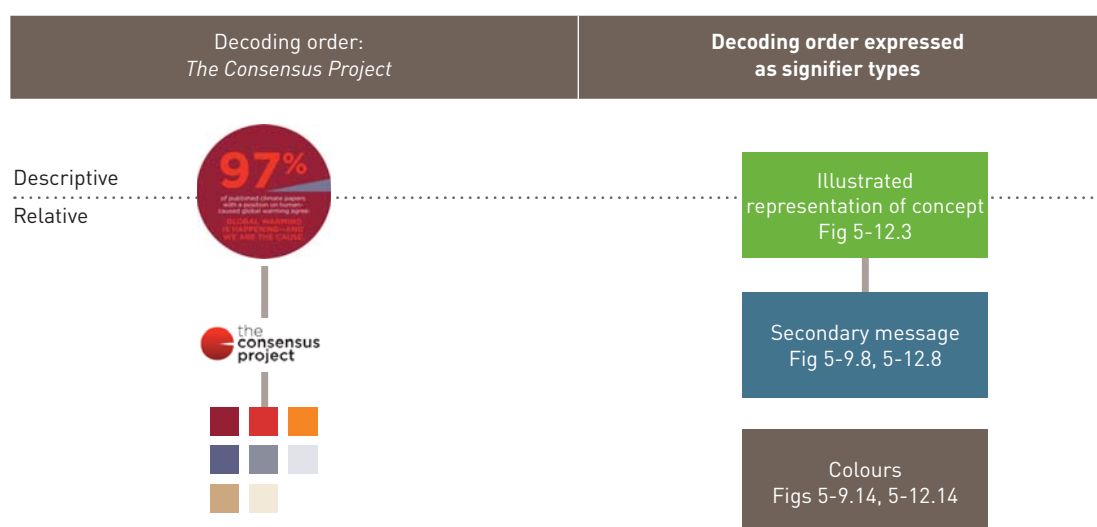 Decoding order:
The Consensus Project
Decoding order expressed
as signifier types
Descriptive
Relative
97%
of published climate papers
with a position on human-
caused global warming agree:
GLOBAL WARMING
IS HAPPENING—AND
WE ARE THE CAUSE.
the
consensus
project
Illustrated
representation of concept
Fig 5-12.3
Secondary message
Fig 5-9.8, 5-12.8
Colours
Figs 5-9.14, 5-12.14